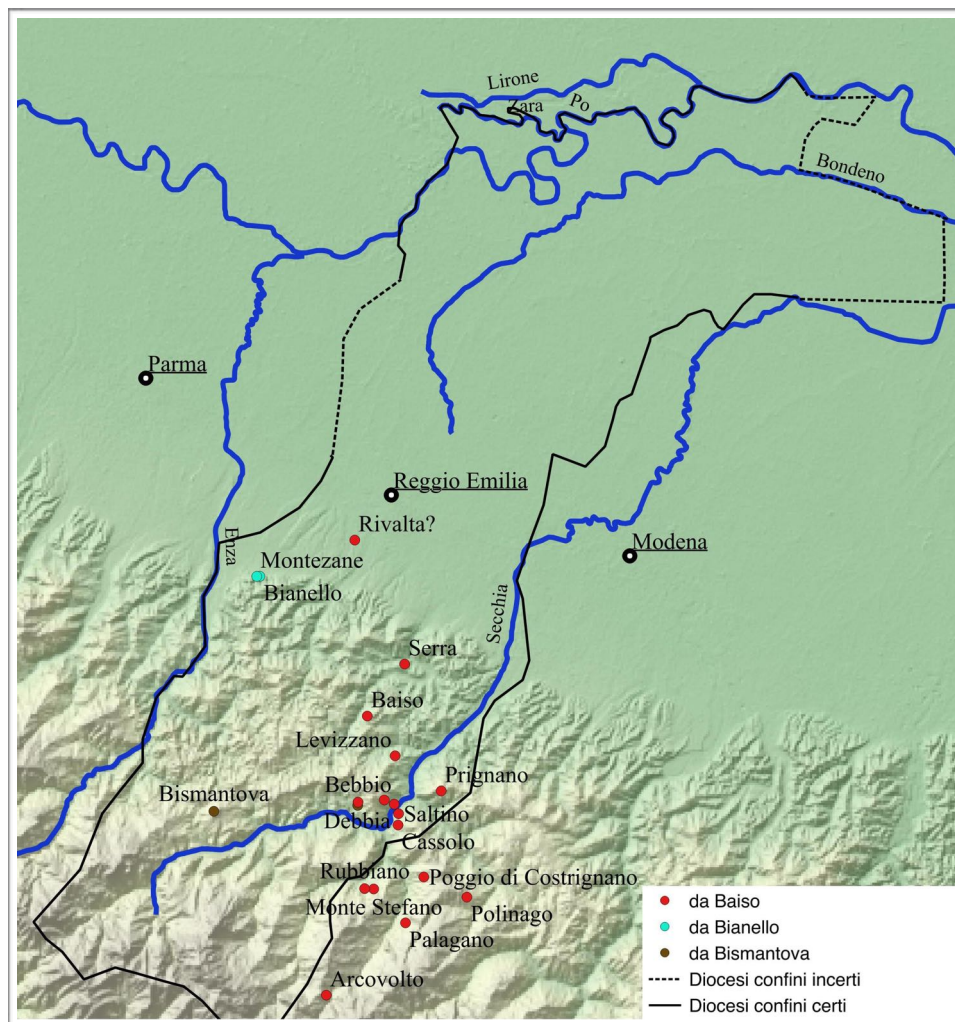 Lirone
Zara
Po
Bondeno
Parma
Reggio Emilia
Rivalta?
Enza
Montezane
Bianello
Modena
Secchia
Serra
Baiso
Levizzano
Prignano
Bismantova
Bebbio
Debbia
Saltino
Cassolo
Rubbiano
Poggio di Costrignano
Monte Stefano
Polinago
Palagano
Arcovolto
da Baiso
da Bianello
da Bismantova
Diocesi confini incerti
Diocesi confini certi